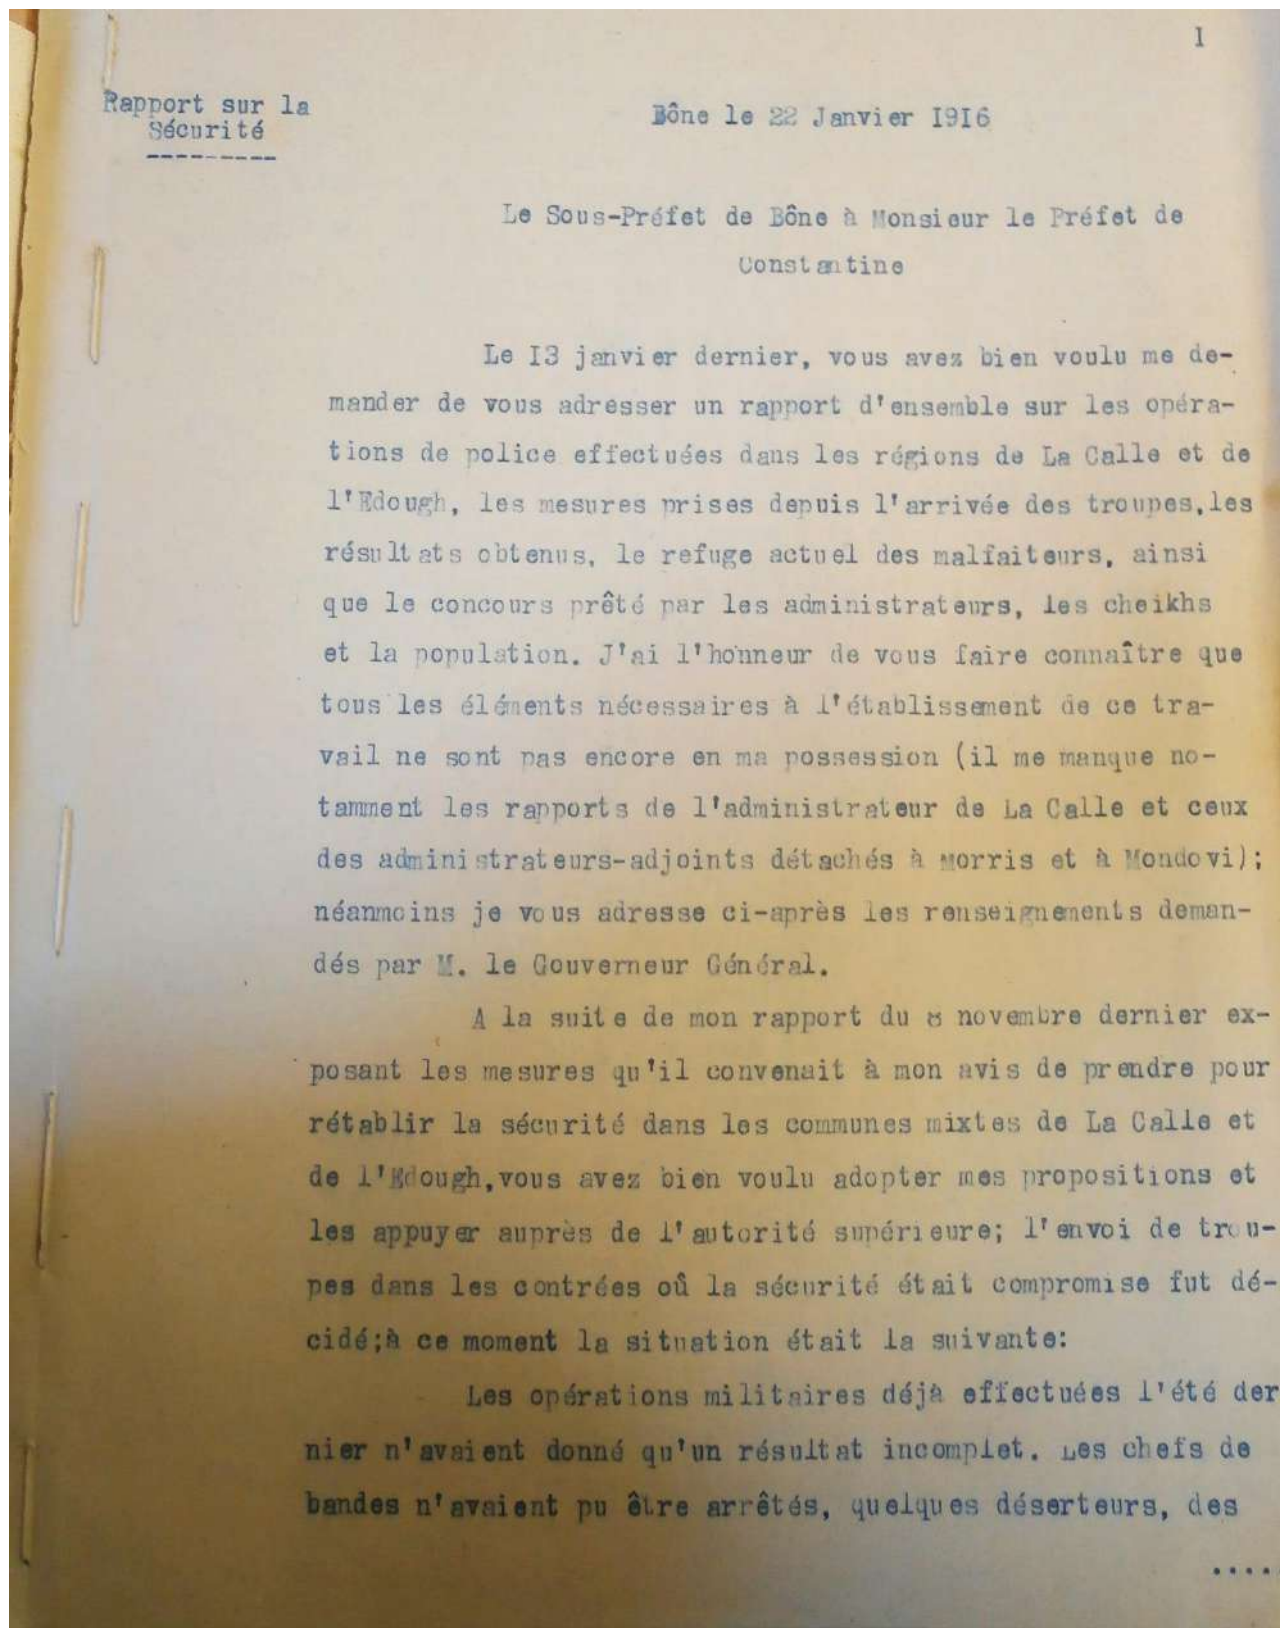 I
Rapport sur la
Sécurité
---------
Bône le 22 Janvier I9I6
Le Sous-Préfet de Bône à Monsieur le Préfet de
Constantine
Le I3 janvier dernier, vous avez bien voulu me de-
mander de vous adresser un rapport d'ensemble sur les opéra-
tions de police effectuées dans les régions de La Calle et de
l'Edough, les mesures prises depuis l'arrivée des troupes,les
résultats obtenus, le refuge actuel des malfaiteurs, ainsi
que le concours prêté par les administrateurs, les cheikhs
et la population. J'ai l'honneur de vous faire connaître que
tous les éléments nécessaires à l'établissement de ce tra-
vail ne sont pas encore en ma possession (il me manque no-
tamment les rapports de l'administrateur de La Calle et ceux
des administrateurs-adjoints détachés à Morris et à Mondovi);
néanmoins je vous adresse ci-après les renseignements deman-
dés par M. le Gouverneur Général.
A la suite de mon rapport du 8 novembre dernier ex-
posant les mesures qu'il convenait à mon avis de prendre pour
rétablir la sécurité dans les communes mixtes de La Calle et
de l'Edough,vous avez bien voulu adopter mes propositions et
les appuyer auprès de l'autorité supérieure; l'envoi de trou-
pes dans les contrées où la sécurité était compromise fut dé-
cidé;à ce moment la situation était la suivante:
Les opérations militaires déjà effectuées l'été der
nier n'avaient donné qu'un résultat incomplet. Les chefs de
bandes n'avaient pu être arrêtés, quelques déserteurs, des
....